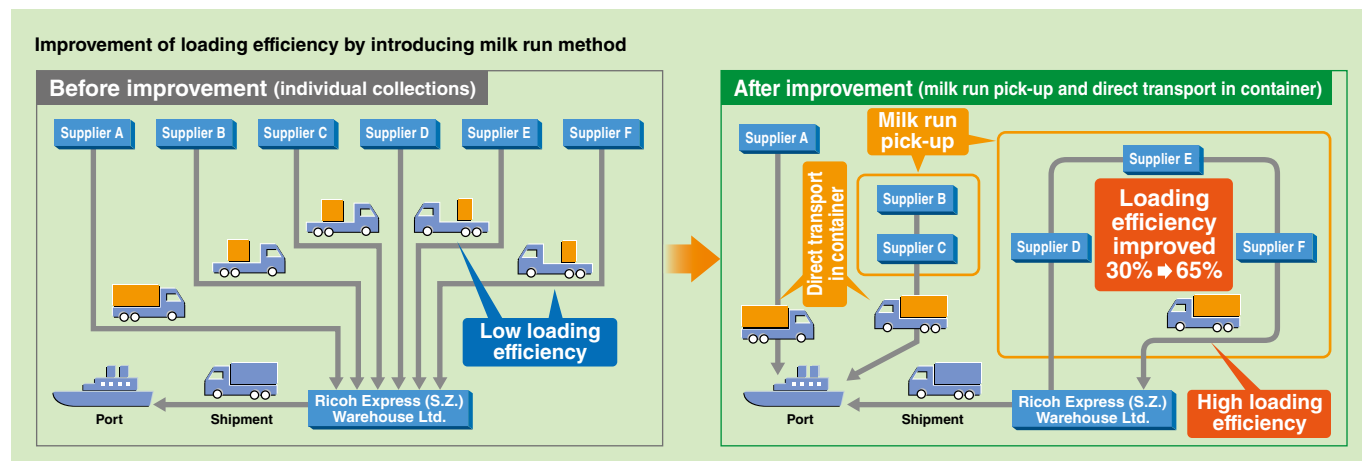 Improvement of loading efficiency by introducing milk run method
Before improvement (individual collections)
Supplier A
Supplier B
Supplier C
Supplier D
Supplier E
Supplier F
Low loading
efficiency
Port
Shipment
Ricoh Express (S.Z.)
Warehouse Ltd.
After improvement (milk run pick-up and direct transport in container)
Supplier A
Milk run
pick-up
Direct transport
in container
Supplier B
Supplier C
Supplier E
Supplier D
Supplier F
Loading
efficiency
improved
30% ➡ 65%
Port
Shipment
Ricoh Express (S.Z.)
Warehouse Ltd.
High loading
efficiency